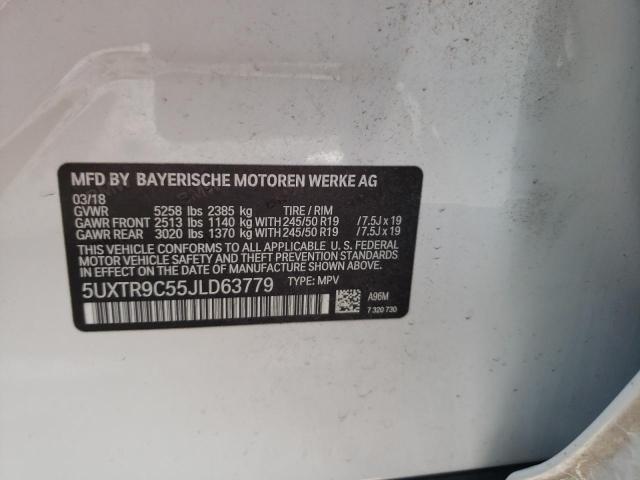 MFD BY BAYERISCHE MOTOREN WERKE AG
03/18
GVWR 5258 lbs 2385 kg TIRE / RIM
GAWR FRONT 2513 lbs 1140 kg WITH 245/50 R19 /7.5J x 19
GAWR REAR 3020 lbs 1370 kg WITH 245/50 R19 /7.5J x 19
THIS VEHICLE CONFORMS TO ALL APPLICABLE U. S. FEDERAL
MOTOR VEHICLE SAFETY AND THEFT PREVENTION STANDARDS
IN EFFECT ON THE DATE OF MANUFACTURE SHOWN ABOVE.
5UXTR9C55JLD63779 TYPE: MPV
A96M
7 320 730